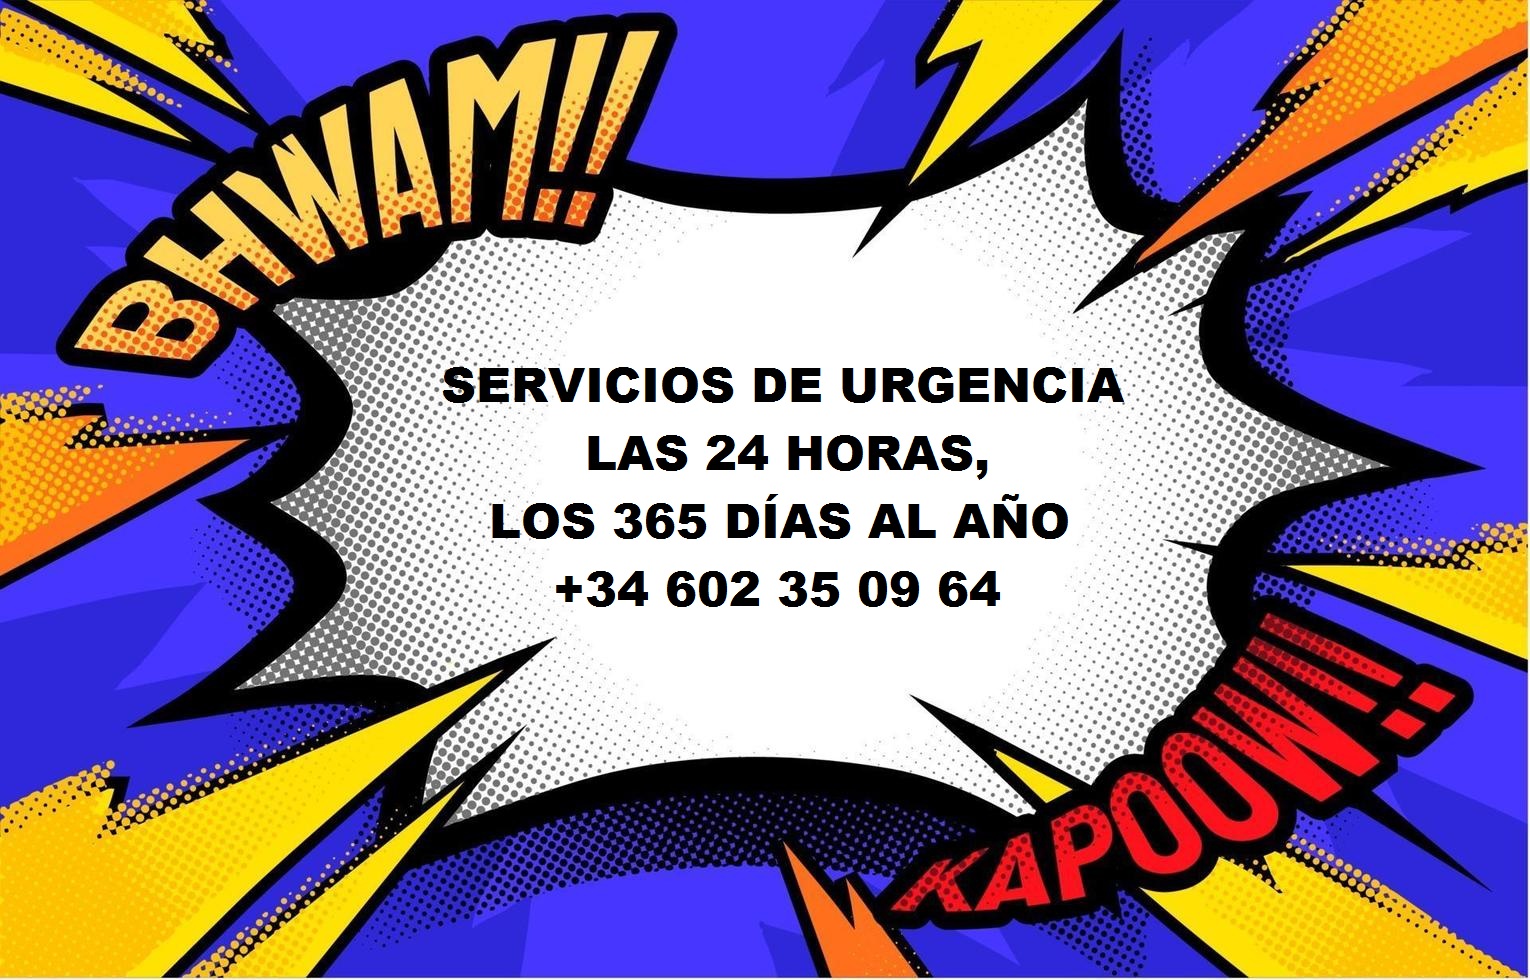 BHWAM!!
SERVICIOS DE URGENCIA
LAS 24 HORAS,
LOS 365 DÍAS AL AÑO
+34 602 35 09 64
KAPOOW!!